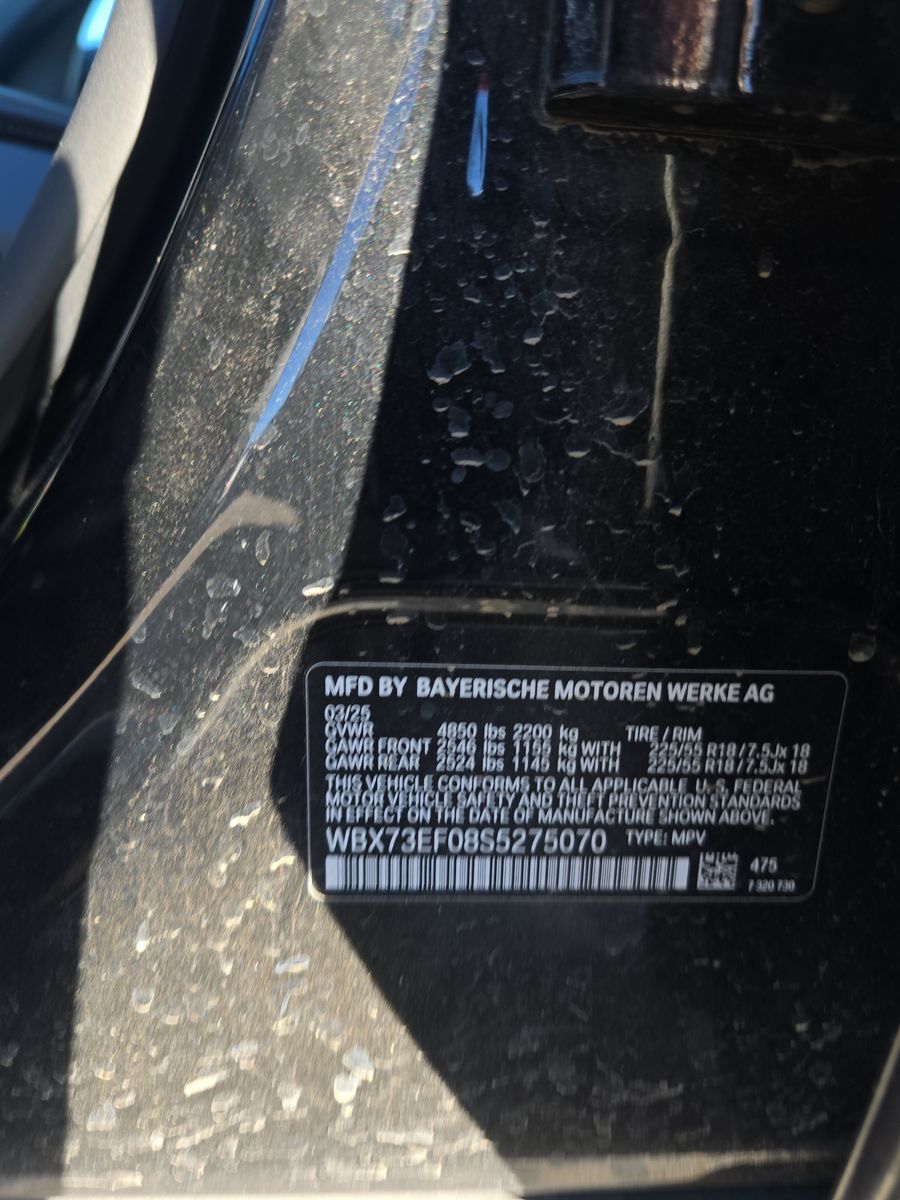 MFD BY BAYERISCHE MOTOREN WERKE AG
03/25
GVWR 4850 lbs 2200 kg TIRE / RIM
GAWR FRONT 2546 lbs 1155 kg WITH 225/55 R18 / 7.5Jx 18
GAWR REAR 2524 lbs 1145 kg WITH 225/55 R18 / 7.5Jx 18
THIS VEHICLE CONFORMS TO ALL APPLICABLE U. S. FEDERAL
MOTOR VEHICLE SAFETY AND THEFT PREVENTION STANDARDS
IN EFFECT ON THE DATE OF MANUFACTURE SHOWN ABOVE.
WBX73EF08S5275070 TYPE: MPV
475
7 320 730